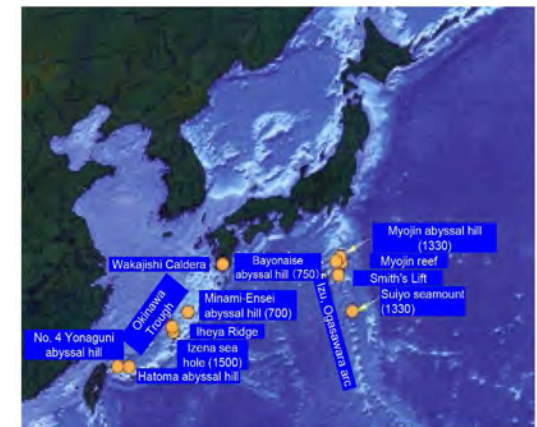 Myojin abyssal hill
(1330)
Wakajishi Caldera
Bayonaise
abyssal hill (750)
Myojin reef
Smith's Lift
Suiyo seamount
(1330)
Izu, Ogasawara arc
Okinawa
Trough
Minami-Ensei
abyssal hill (700)
Iheya Ridge
No. 4 Yonaguni
abyssal hill
Izena sea
hole (1500)
Hatoma abyssal hill